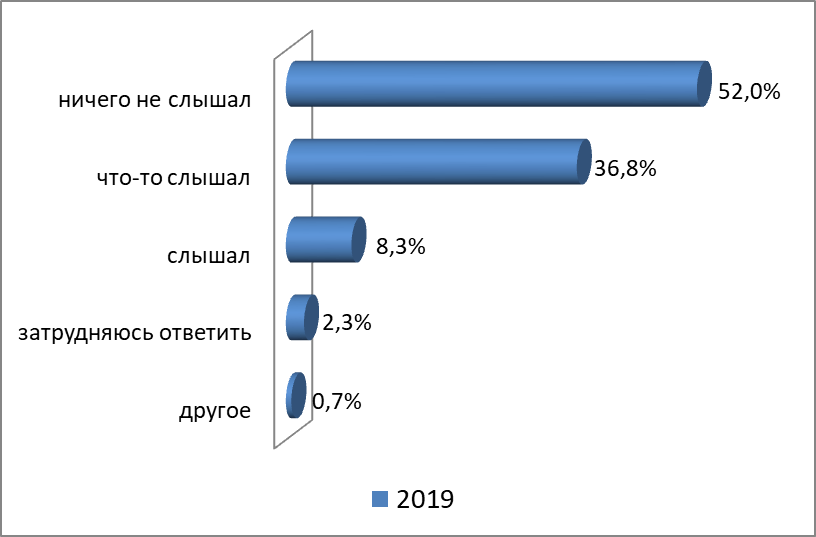 ничего не слышал 52,0%
что-то слышал 36,8%
слышал 8,3%
затрудняюсь ответить 2,3%
другое 0,7%
2019